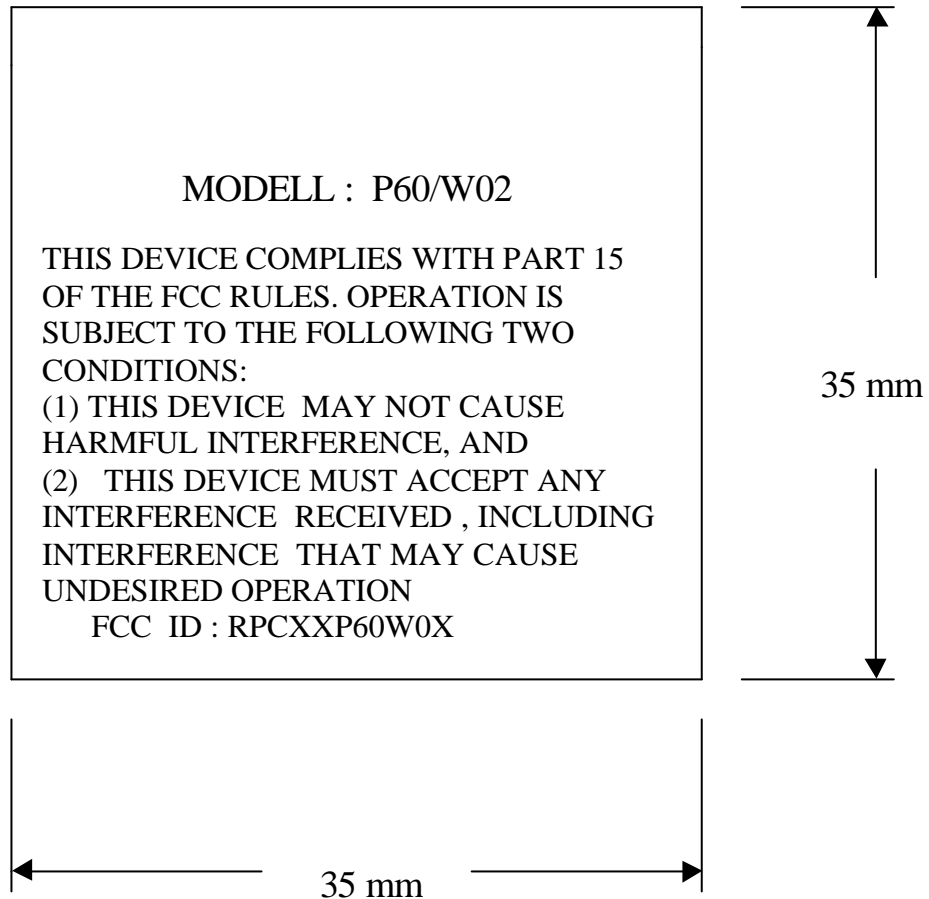 MODELL : P60/W02
THIS DEVICE COMPLIES WITH PART 15
OF THE FCC RULES. OPERATION IS
SUBJECT TO THE FOLLOWING TWO
CONDITIONS:
(1) THIS DEVICE  MAY NOT CAUSE
HARMFUL INTERFERENCE, AND
(2)   THIS DEVICE MUST ACCEPT ANY
INTERFERENCE  RECEIVED , INCLUDING
INTERFERENCE  THAT MAY CAUSE
UNDESIRED OPERATION
FCC  ID : RPCXXP60W0X
35 mm
35 mm